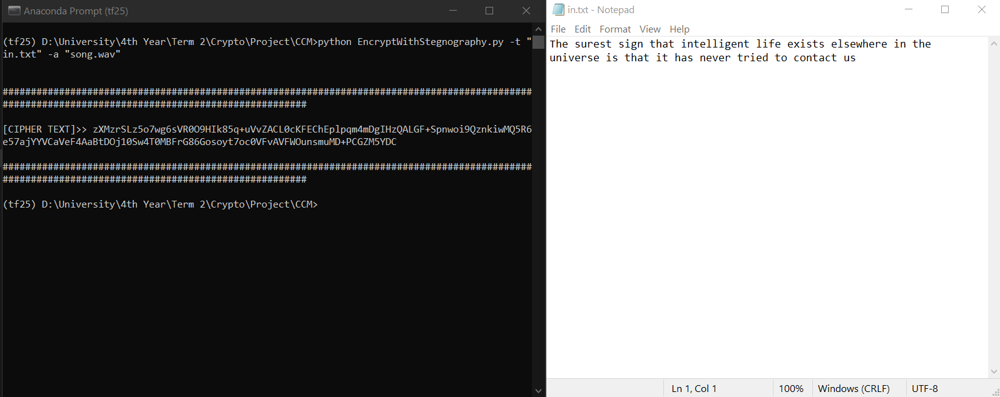 Anaconda Prompt (tf25)
(tf25) D:\University\4th Year\Term 2\Crypto\Project\CCM>python EncryptWithStegnography.py -t "
in.txt" -a "song.wav"
##############################################################################################
######################################################
[CIPHER TEXT]>> zXMzrSLz5o7wg6sVR0O9HIk85q+uVvZACL0cKFEChEplpqm4mDgIHzQALGF+Spnwoi9QznkiwMQ5R6
e57ajYYVCaVeF4AaBtDOj10Sw4T0MBFrG86Gosoyt7oc0VFvAVFWOunsmuMD+PCGZM5YDC
##############################################################################################
######################################################
(tf25) D:\University\4th Year\Term 2\Crypto\Project\CCM>
in.txt - Notepad
File Edit Format View Help
The surest sign that intelligent life exists elsewhere in the
universe is that it has never tried to contact us
Ln 1, Col 1 100% Windows (CRLF) UTF-8